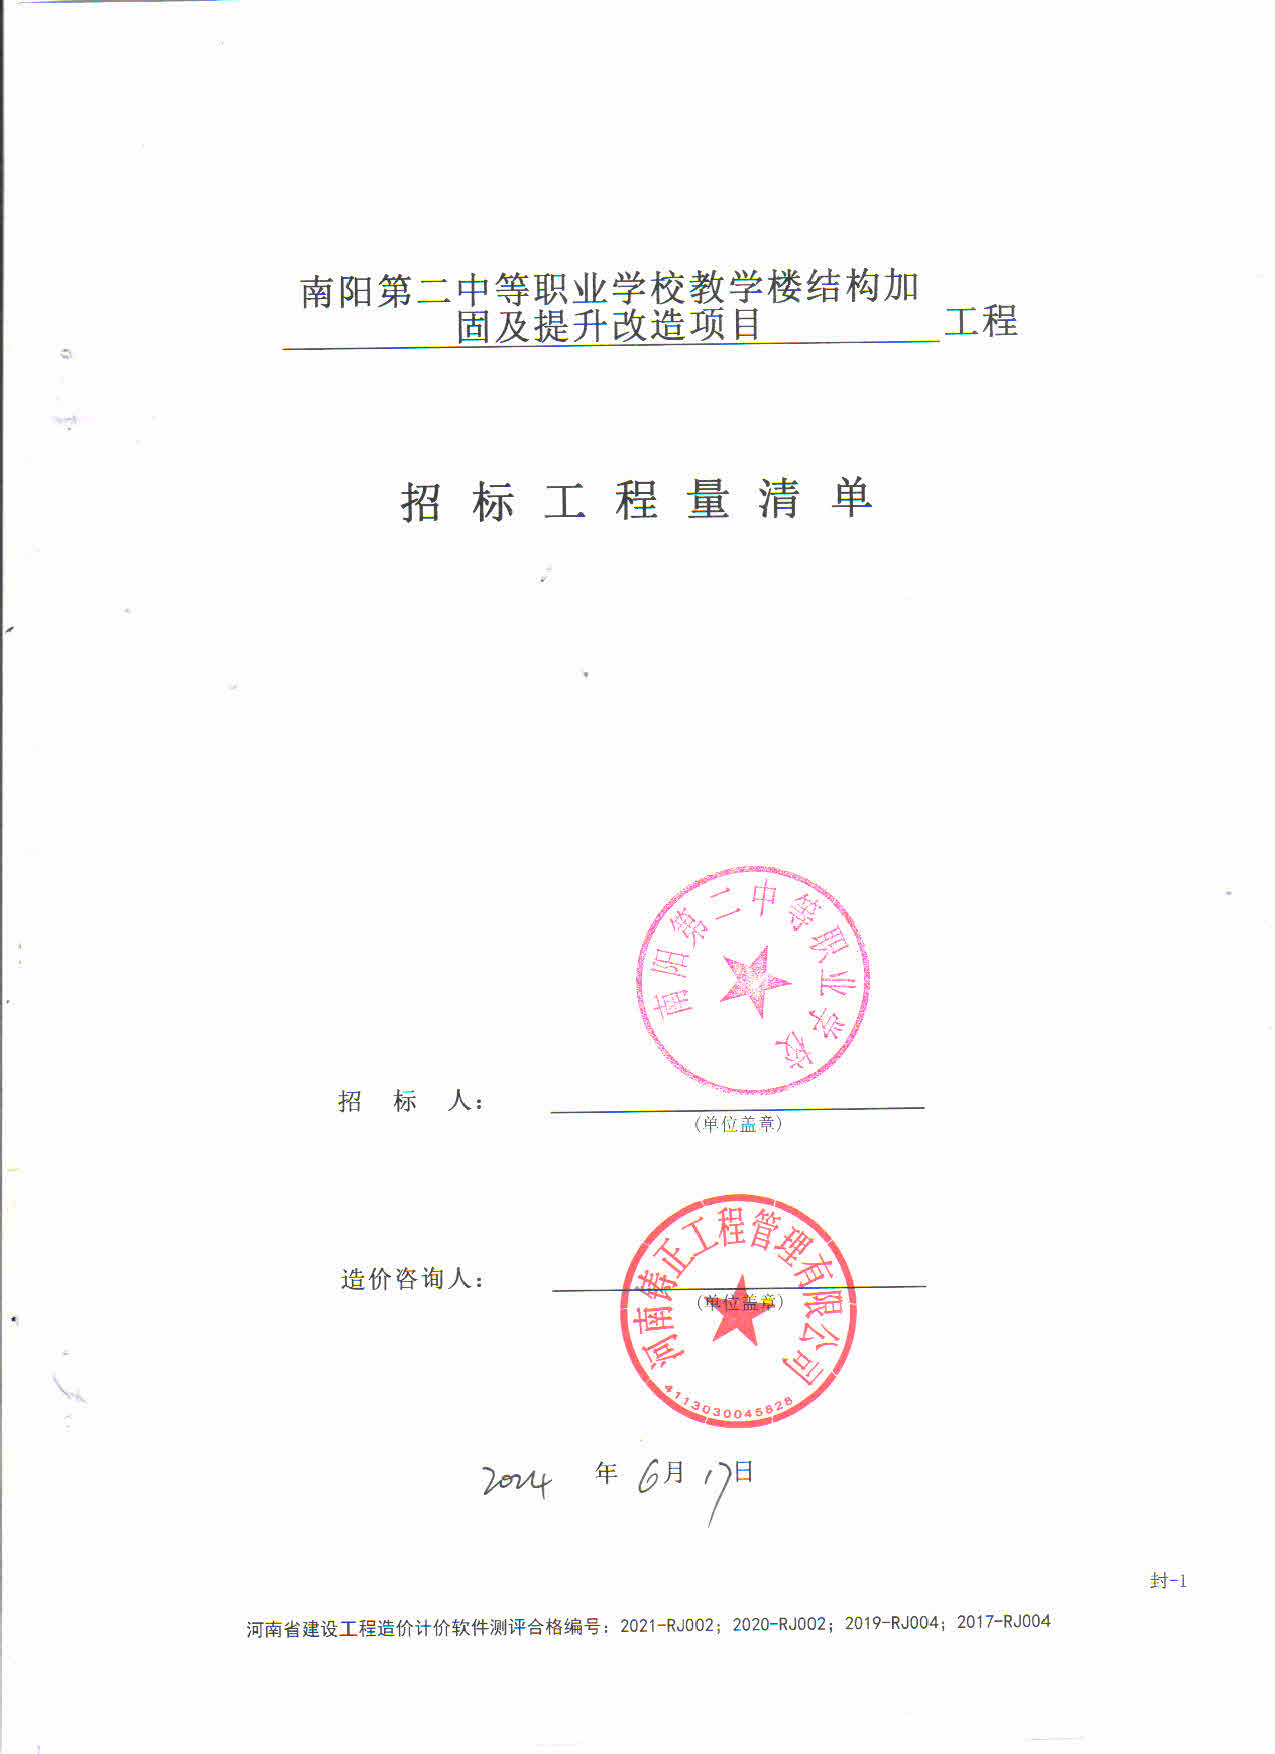 南阳第二中等职业学校教学楼结构加
固及提升改造项目 工程
招标工程量清单
南阳第二中等职业学校
招 标 人：
(单位盖章)
河南铸正工程管理有限公司
造价咨询人：
(单位盖章)
4113030045828
2024 年 6月 17日
封-1
河南省建设工程造价计价软件测评合格编号：2021-RJ002；2020-RJ002；2019-RJ004；2017-RJ004